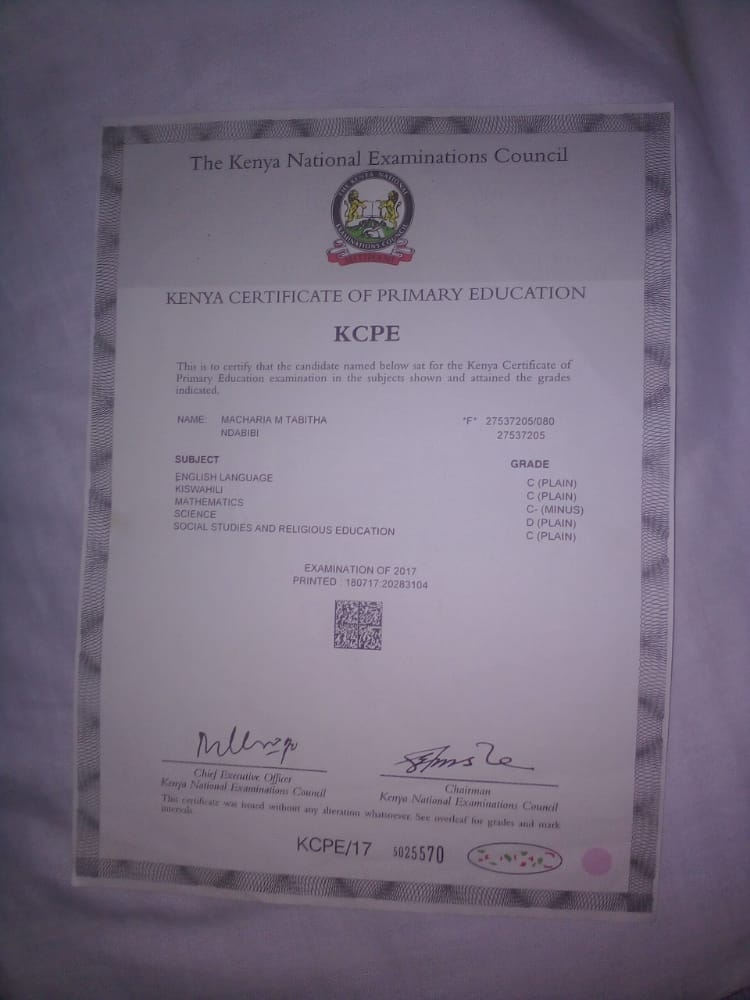 The Kenya National Examinations Council
THE KENYA NATIONAL
EXAMINATIONS COUNCIL
KENYA CERTIFICATE OF PRIMARY EDUCATION
KCPE
This is to certify that the candidate named below sat for the Kenya Certificate of
Primary Education examination in the subjects shown and attained the grades
indicated.
NAME: MACHARIA M TABITHA *F* 27537205/080
NDABIBI 27537205
SUBJECT GRADE
ENGLISH LANGUAGE C (PLAIN)
KISWAHILI C (PLAIN)
MATHEMATICS C- (MINUS)
SCIENCE D (PLAIN)
SOCIAL STUDIES AND RELIGIOUS EDUCATION C (PLAIN)
EXAMINATION OF 2017
PRINTED : 180717:20283104
Chief Executive Officer
Kenya National Examinations Council
Chairman
Kenya National Examinations Council
This certificate was issued without any alteration whatsoever. See overleaf for grades and mark
intervals.
KCPE/17 5025570